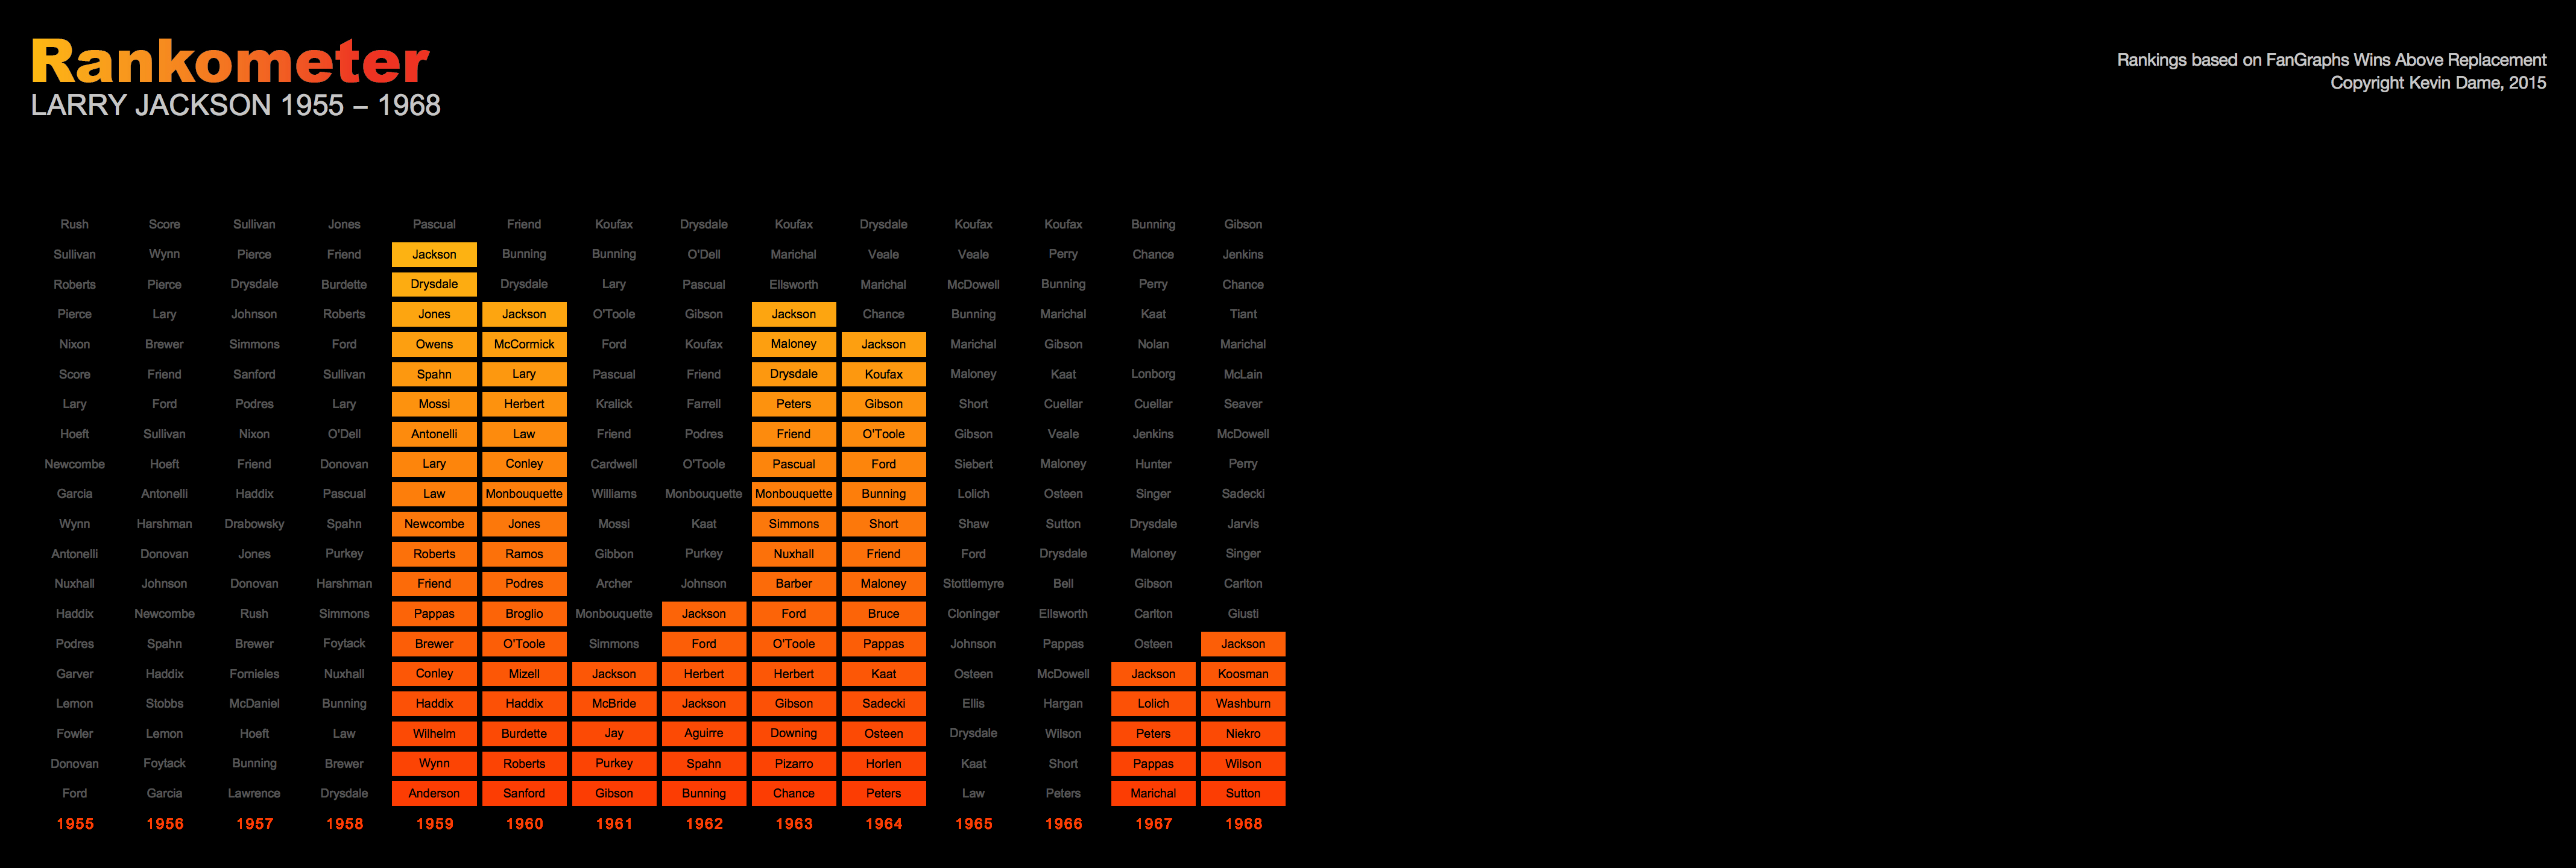 Rankometer
LARRY JACKSON 1955 – 1968
Rankings based on FanGraphs Wins Above Replacement
Copyright Kevin Dame, 2015
Rush Score Sullivan Jones Pascual Friend Koufax Drysdale Koufax Drysdale Koufax Koufax Bunning Gibson
Sullivan Wynn Pierce Friend Jackson Bunning Bunning O'Dell Marichal Veale Veale Perry Chance Jenkins
Roberts Pierce Drysdale Burdette Drysdale Drysdale Lary Pascual Ellsworth Marichal McDowell Bunning Perry Chance
Pierce Lary Johnson Roberts Jones Jackson O'Toole Gibson Jackson Chance Bunning Marichal Kaat Tiant
Nixon Brewer Simmons Ford Owens McCormick Ford Koufax Maloney Jackson Marichal Gibson Nolan Marichal
Score Friend Sanford Sullivan Spahn Lary Pascual Friend Drysdale Koufax Maloney Kaat Lonborg McLain
Lary Ford Podres Lary Mossi Herbert Kralick Farrell Peters Gibson Short Cuellar Cuellar Seaver
Hoeft Sullivan Nixon O'Dell Antonelli Law Friend Podres Friend O'Toole Gibson Veale Jenkins McDowell
Newcombe Hoeft Friend Donovan Lary Conley Cardwell O'Toole Pascual Ford Siebert Maloney Hunter Perry
Garcia Antonelli Haddix Pascual Law Monbouquette Williams Monbouquette Monbouquette Bunning Lolich Osteen Singer Sadecki
Wynn Harshman Drabowsky Spahn Newcombe Jones Mossi Kaat Simmons Short Shaw Sutton Drysdale Jarvis
Antonelli Donovan Jones Purkey Roberts Ramos Gibbon Purkey Nuxhall Friend Ford Drysdale Maloney Singer
Nuxhall Johnson Donovan Harshman Friend Podres Archer Johnson Barber Maloney Stottlemyre Bell Gibson Carlton
Haddix Newcombe Rush Simmons Pappas Broglio Monbouquette Jackson Ford Bruce Cloninger Ellsworth Carlton Giusti
Podres Spahn Brewer Foytack Brewer O'Toole Simmons Ford O'Toole Pappas Johnson Pappas Osteen Jackson
Garver Haddix Fornieles Nuxhall Conley Mizell Jackson Herbert Herbert Kaat Osteen McDowell Jackson Koosman
Lemon Stobbs McDaniel Bunning Haddix Haddix McBride Jackson Gibson Sadecki Ellis Hargan Lolich Washburn
Fowler Lemon Hoeft Law Wilhelm Burdette Jay Aguirre Downing Osteen Drysdale Wilson Peters Niekro
Donovan Foytack Bunning Brewer Wynn Roberts Purkey Spahn Pizarro Horlen Kaat Short Pappas Wilson
Ford Garcia Lawrence Drysdale Anderson Sanford Gibson Bunning Chance Peters Law Peters Marichal Sutton
1955 1956 1957 1958 1959 1960 1961 1962 1963 1964 1965 1966 1967 1968